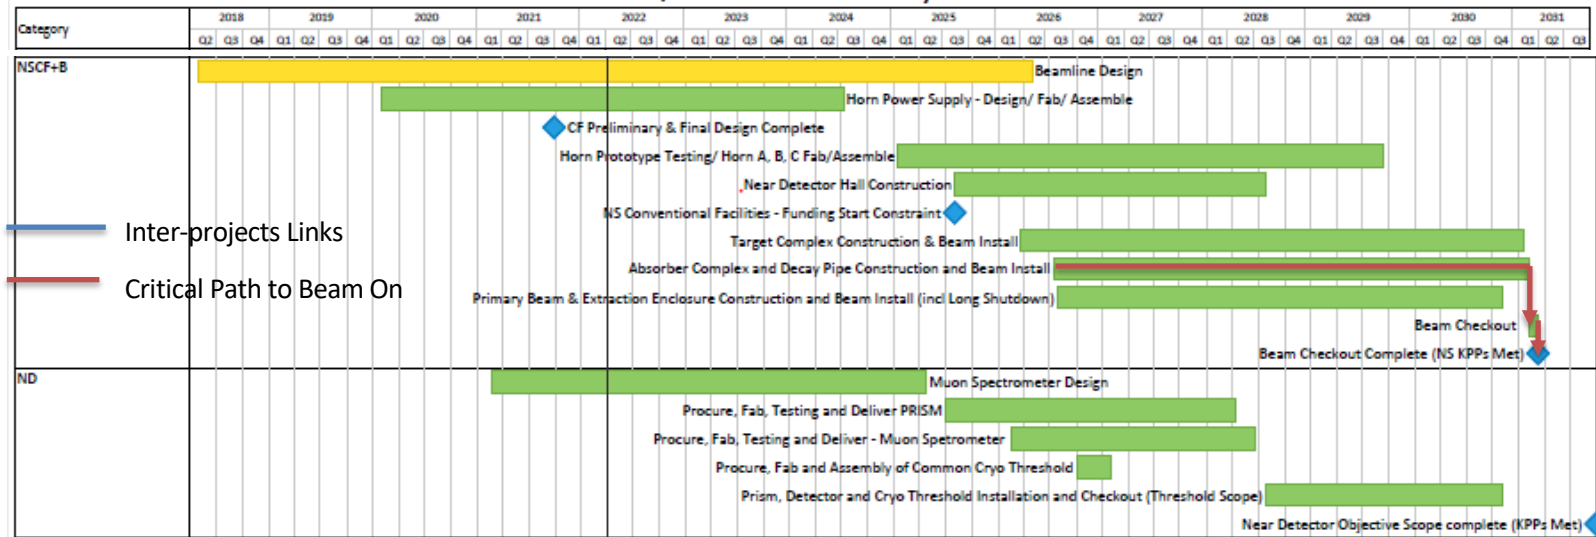 Category
2018 2019 2020 2021 2022 2023 2024 2025 2026 2027 2028 2029 2030 2031
Q2 Q3 Q4 Q1 Q2 Q3 Q4 Q1 Q2 Q3 Q4 Q1 Q2 Q3 Q4 Q1 Q2 Q3 Q4 Q1 Q2 Q3 Q4 Q1 Q2 Q3 Q4 Q1 Q2 Q3 Q4 Q1 Q2 Q3 Q4 Q1 Q2 Q3 Q4 Q1 Q2 Q3 Q4 Q1 Q2 Q3 Q4 Q1 Q2 Q3 Q4 Q1 Q2 Q3
NSCF+B
Beamline Design
Horn Power Supply - Design/ Fab/ Assemble
CF Preliminary & Final Design Complete
Horn Prototype Testing/ Horn A, B, C Fab/Assemble
Near Detector Hall Construction
NS Conventional Facilities - Funding Start Constraint
Inter-projects Links
Target Complex Construction & Beam Install
Absorber Complex and Decay Pipe Construction and Beam Install
Critical Path to Beam On
Primary Beam & Extraction Enclosure Construction and Beam Install (incl Long Shutdown)
Beam Checkout
Beam Checkout Complete (NS KPPs Met)
ND
Muon Spectrometer Design
Procure, Fab, Testing and Deliver PRISM
Procure, Fab, Testing and Deliver - Muon Spetrometer
Procure, Fab and Assembly of Common Cryo Threshold
Prism, Detector and Cryo Threshold Installation and Checkout (Threshold Scope)
Near Detector Objective Scope complete (KPPs Met)